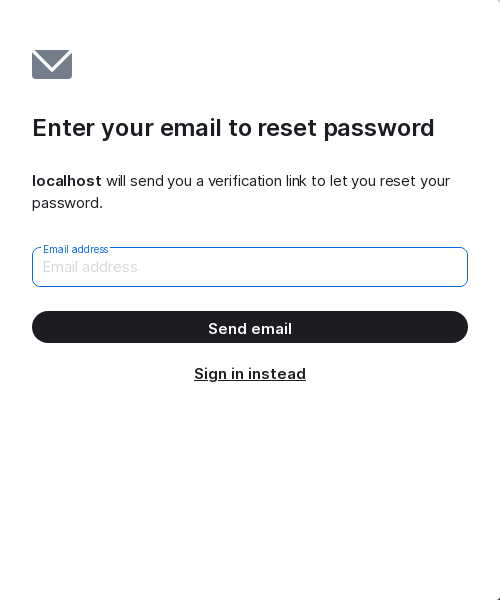 Enter your email to reset password
localhost will send you a verification link to let you reset your
password.
Email address
Email address
Send email
Sign in instead